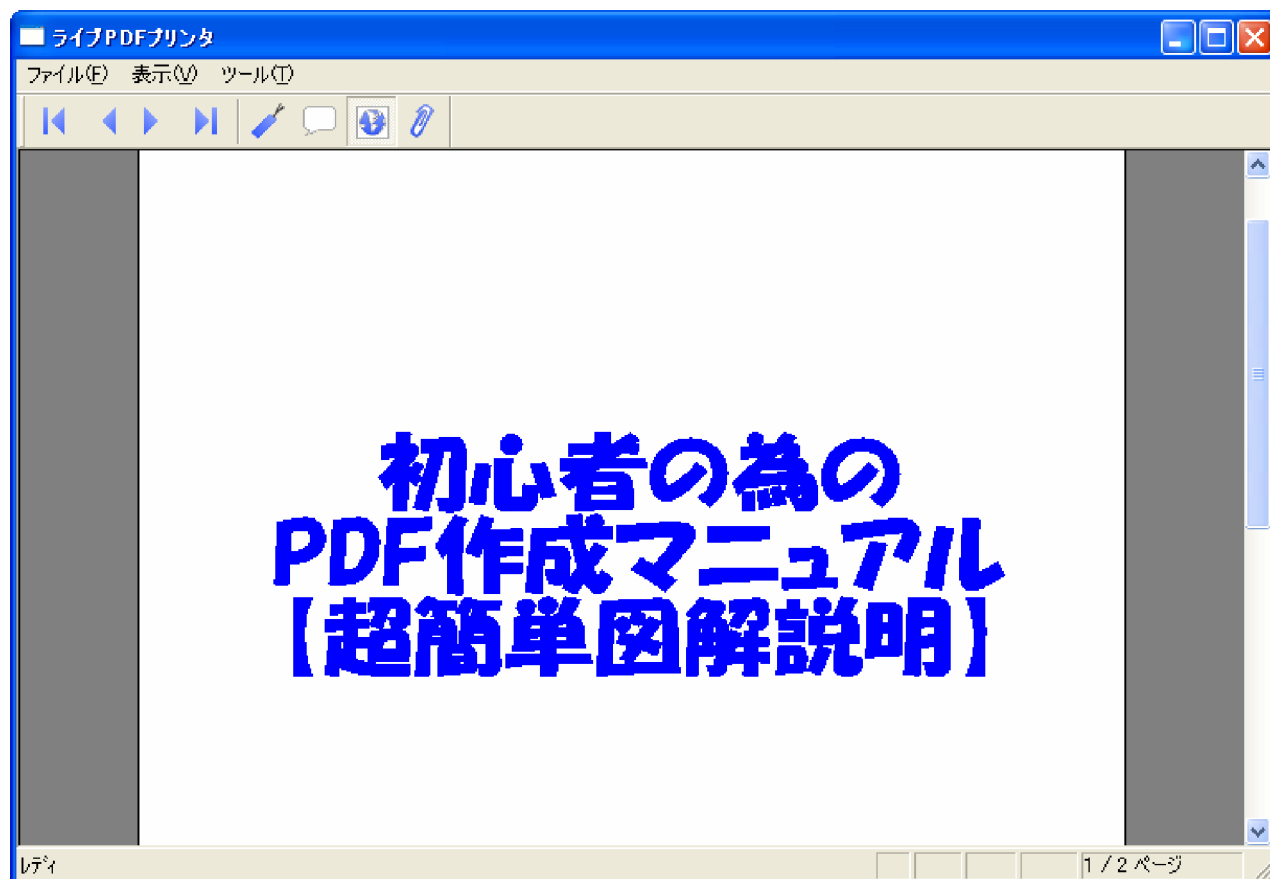 ライブPDFプリンタ
ファイル(F) 表示(V) ツール(T)
初心者の為の
PDF作成マニュアル
【超簡単図解説明】
レディ 1 / 2 ページ